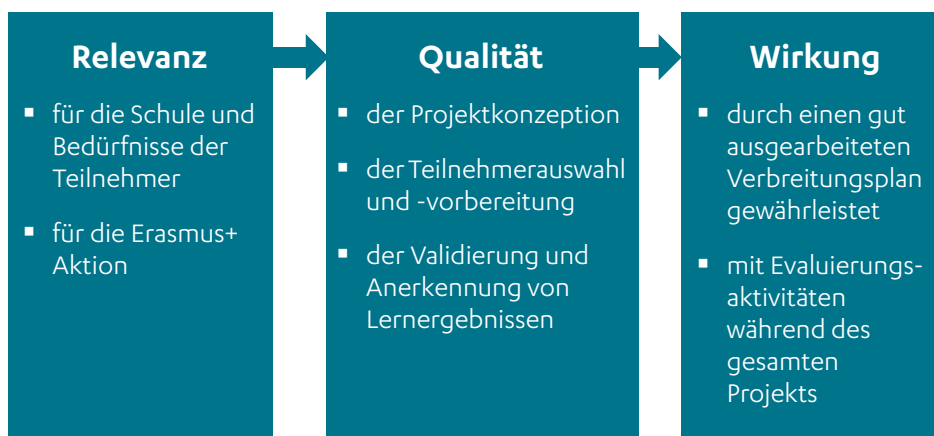 Relevanz
▪ für die Schule und
Bedürfnisse der
Teilnehmer
▪ für die Erasmus+
Aktion
Qualität
▪ der Projektkonzeption
▪ der Teilnehmerauswahl
und -vorbereitung
▪ der Validierung und
Anerkennung von
Lernergebnissen
Wirkung
▪ durch einen gut
ausgearbeiteten
Verbreitungsplan
gewährleistet
▪ mit Evaluierungs-
aktivitäten
während des
gesamten
Projekts